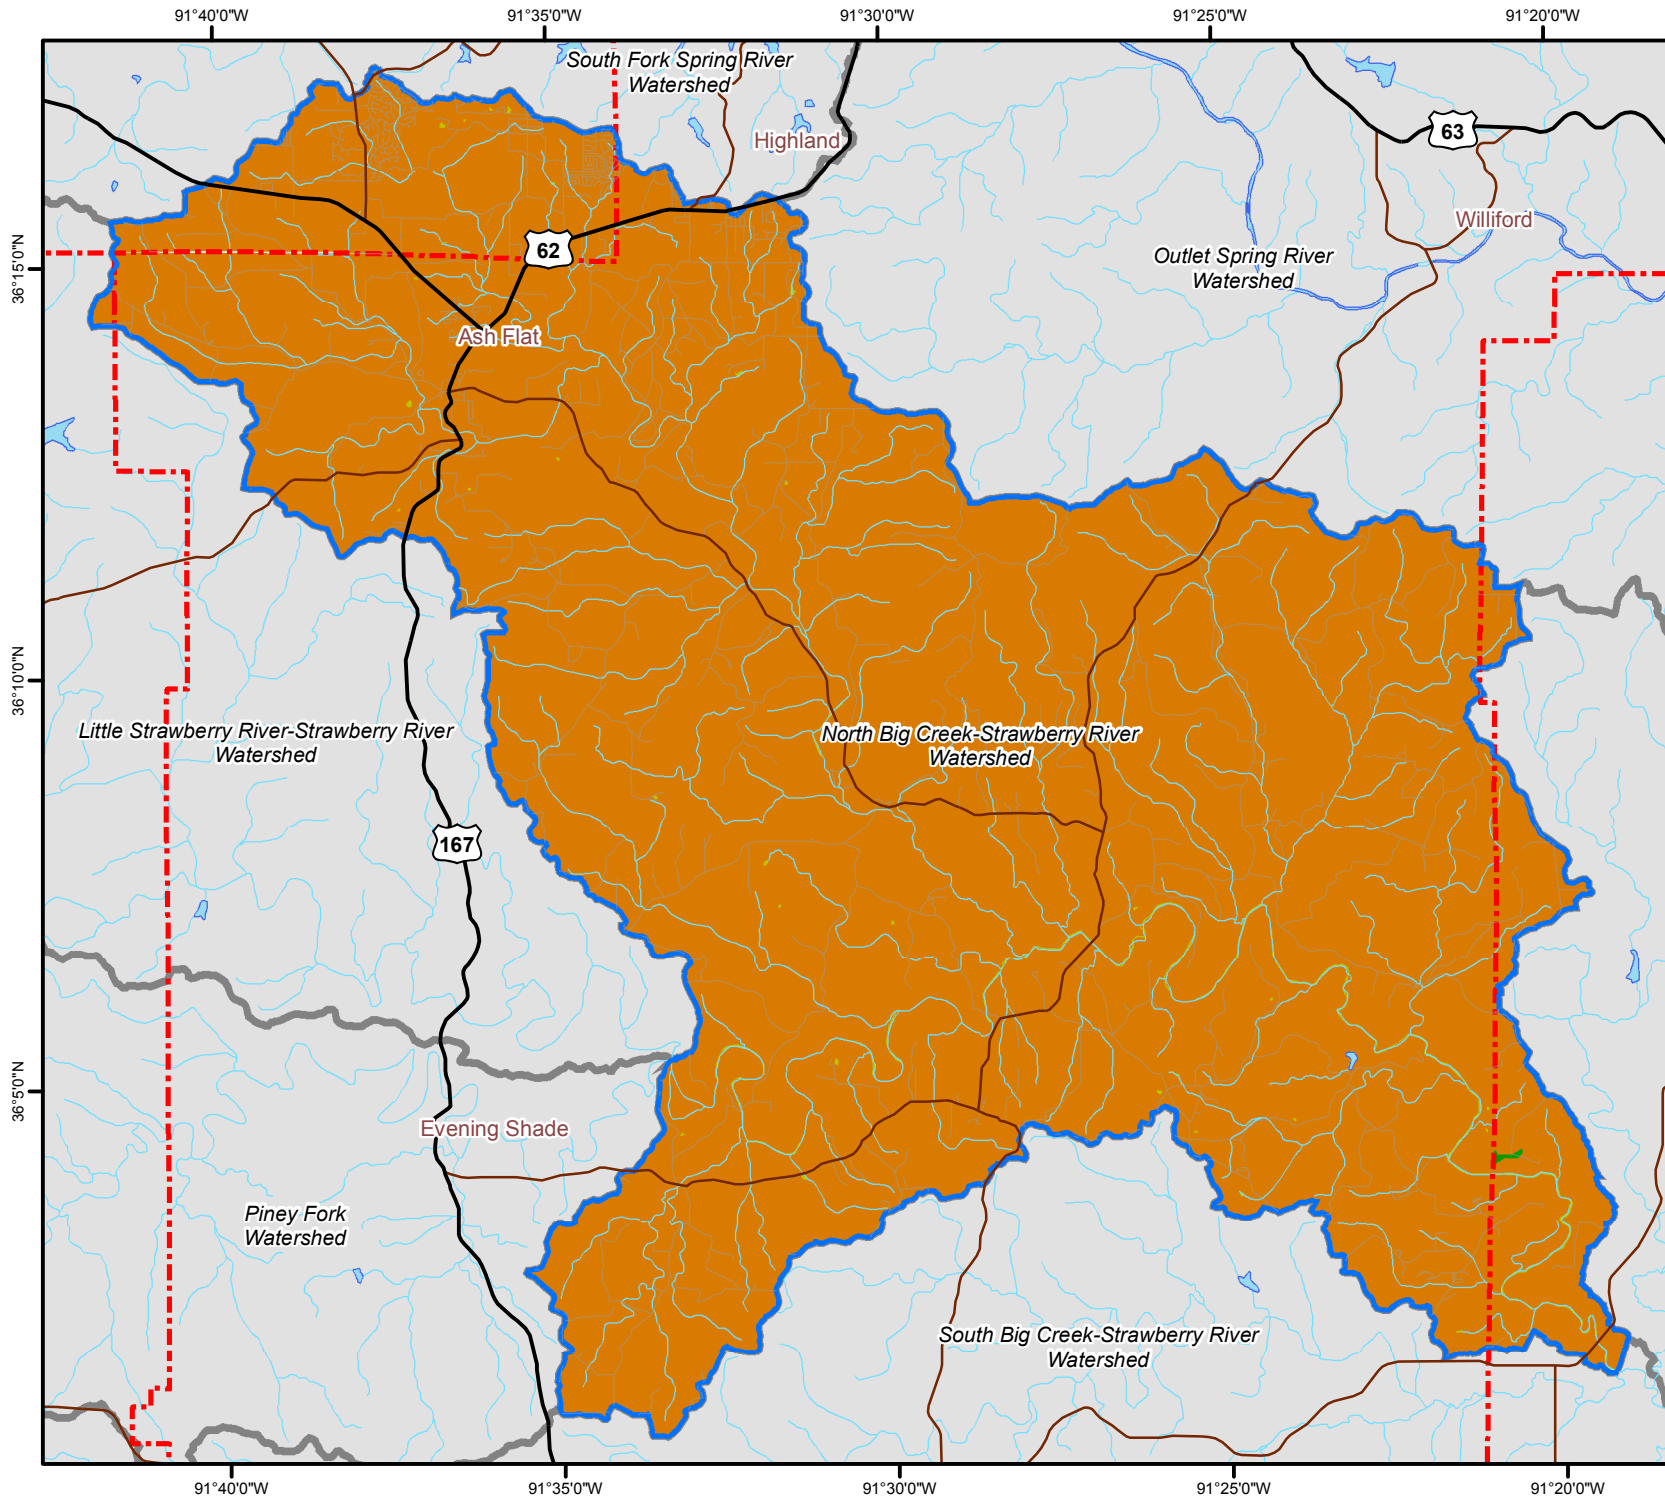 91°40'0"W
91°35'0"W
91°30'0"W
91°25'0"W
91°20'0"W
South Fork Spring River
Watershed
Highland
63
Williford
62
Outlet Spring River
Watershed
36°15'0"N
Ash Flat
36°10'0"N
Little Strawberry River-Strawberry River
Watershed
North Big Creek-Strawberry River
Watershed
167
36°5'0"N
Evening Shade
Piney Fork
Watershed
South Big Creek-Strawberry River
Watershed
91°40'0"W
91°35'0"W
91°30'0"W
91°25'0"W
91°20'0"W